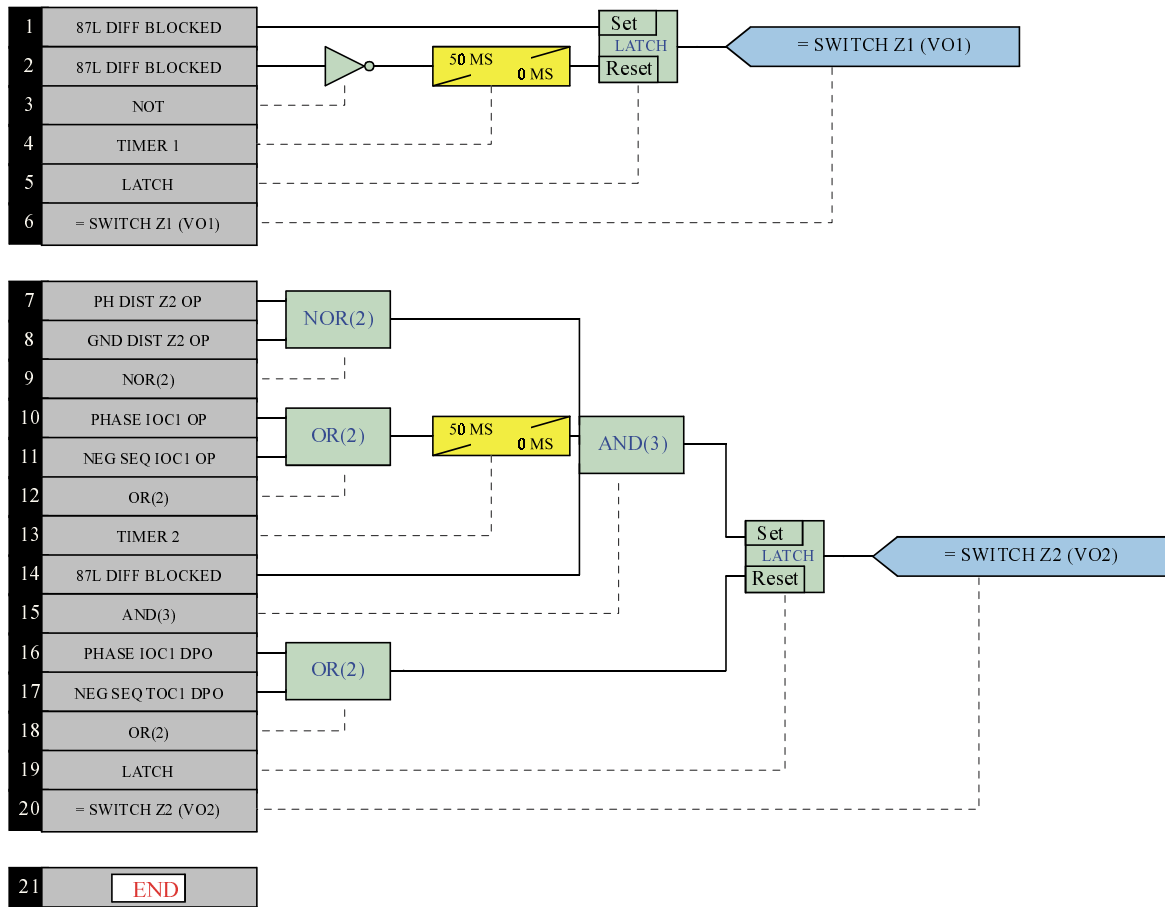 1 87L DIFF BLOCKED Set = SWITCH Z1 (VO1)
LATCH
2 87L DIFF BLOCKED 50 MS 0 MS Reset
3 NOT
4 TIMER 1
5 LATCH
6 = SWITCH Z1 (VO1)
7 PH DIST Z2 OP
NOR(2)
8 GND DIST Z2 OP
9 NOR(2)
10 PHASE IOC1 OP
OR(2) 50 MS 0 MS AND(3)
11 NEG SEQ IOC1 OP
12 OR(2)
13 TIMER 2
Set
LATCH = SWITCH Z2 (VO2)
14 87L DIFF BLOCKED Reset
15 AND(3)
16 PHASE IOC1 DPO
OR(2)
17 NEG SEQ TOC1 DPO
18 OR(2)
19 LATCH
20 = SWITCH Z2 (VO2)
21 END